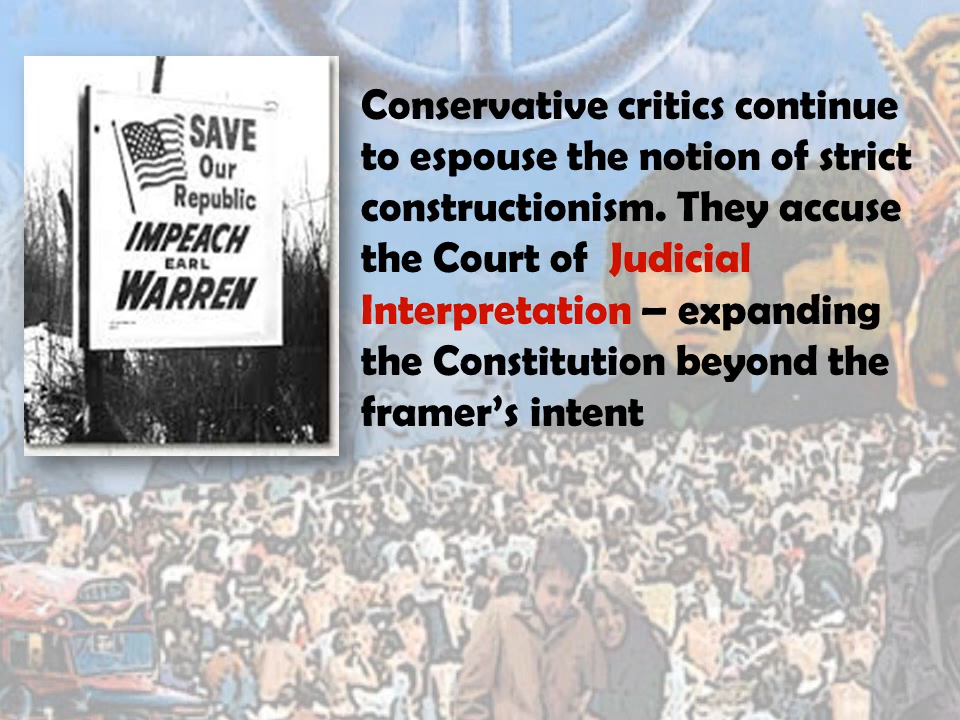 SAVE
Our
Republic
IMPEACH
EARL
WARREN
Conservative critics continue
to espouse the notion of strict
constructionism. They accuse
the Court of Judicial
Interpretation – expanding
the Constitution beyond the
framer’s intent